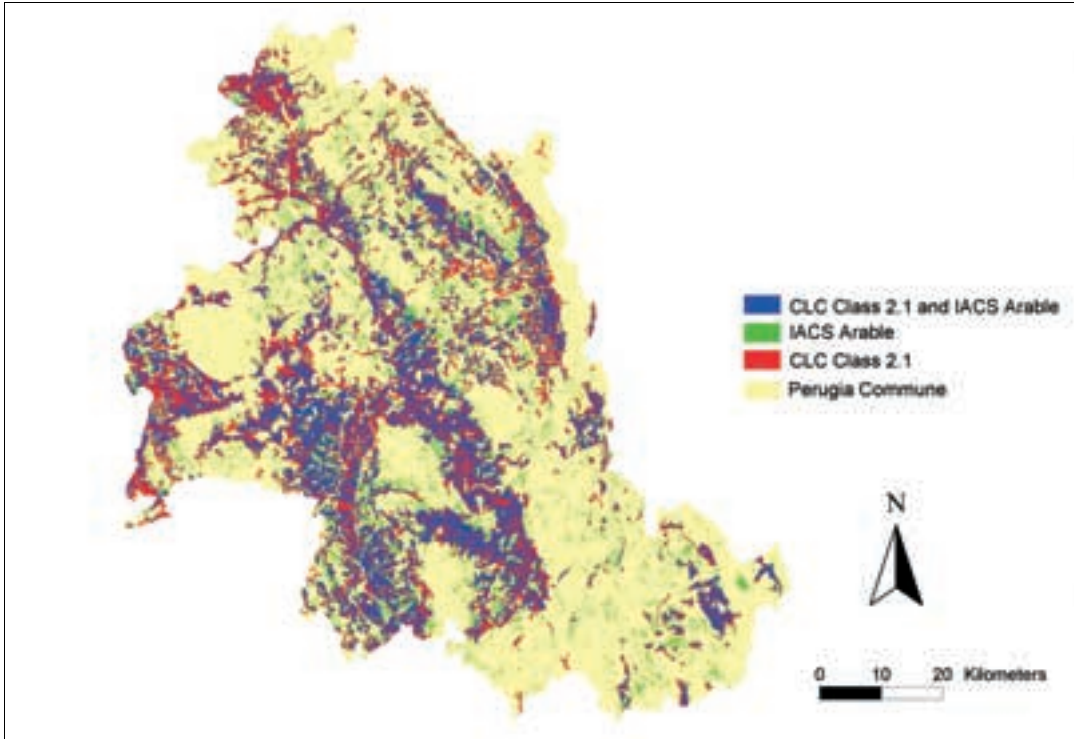 CLC Class 2.1 and IACS Arable
IACS Arable
CLC Class 2.1
Perugia Commune
N
0 10 20 Kilometers